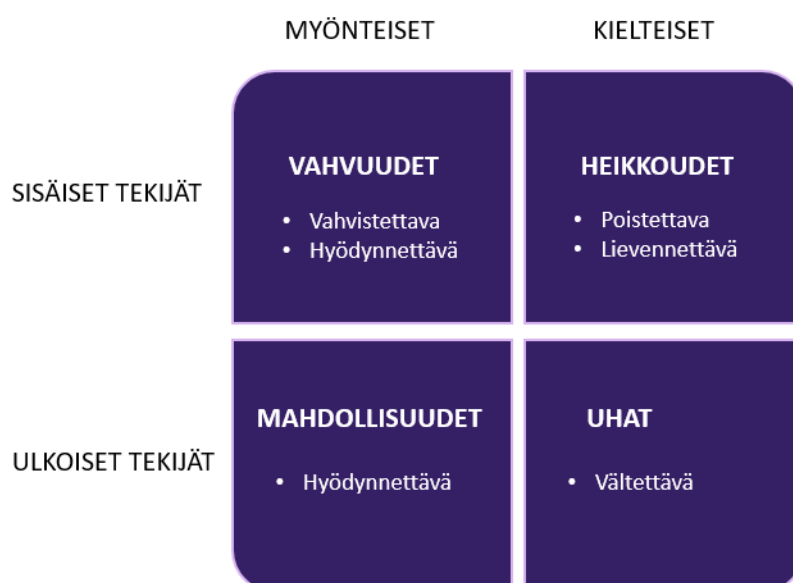 MYÖNTEISET
KIELTEISET
SISÄISET TEKIJÄT
VAHVUUDET
• Vahvistettava
• Hyödynnettävä
HEIKKOUDET
• Poistettava
• Lievennettävä
ULKOISET TEKIJÄT
MAHDOLLISUUDET
• Hyödynnettävä
UHAT
• Vältettävä